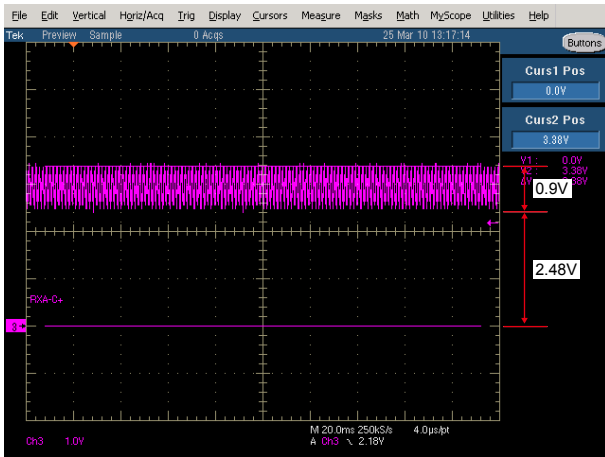 File Edit Vertical Horiz/Acq Trig Display Cursors Measure Masks Math MyScope Utilities Help
Tek Preview Sample 0 Acqs 25 Mar 10 13:17:14
Buttons
Curs1 Pos
0.0V
Curs2 Pos
3.38V
V1: 0.0V
V2: 3.38V
0.9V
2.48V
RXA-C+
3
M 20.0ms 250kS/s 4.0µs/pt
Ch3 1.0V
A Ch3 \ 2.18V